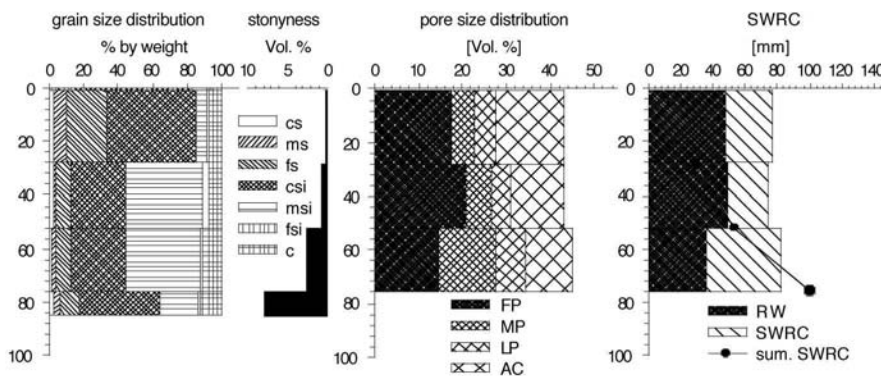 grain size distribution stonyness pore size distribution SWRC
% by weight Vol. % [Vol. %] [mm]
0 20 40 60 80 100 10 5 0 0 10 20 30 40 50 0 20 40 60 80 100 120 140
0 0 0
20 20 20
40 40 40
60 60 60
80 80 80
100 100 100
cs
ms
fs
csi
msi
fsi
c
FP
MP
LP
AC
RW
SWRC
sum. SWRC